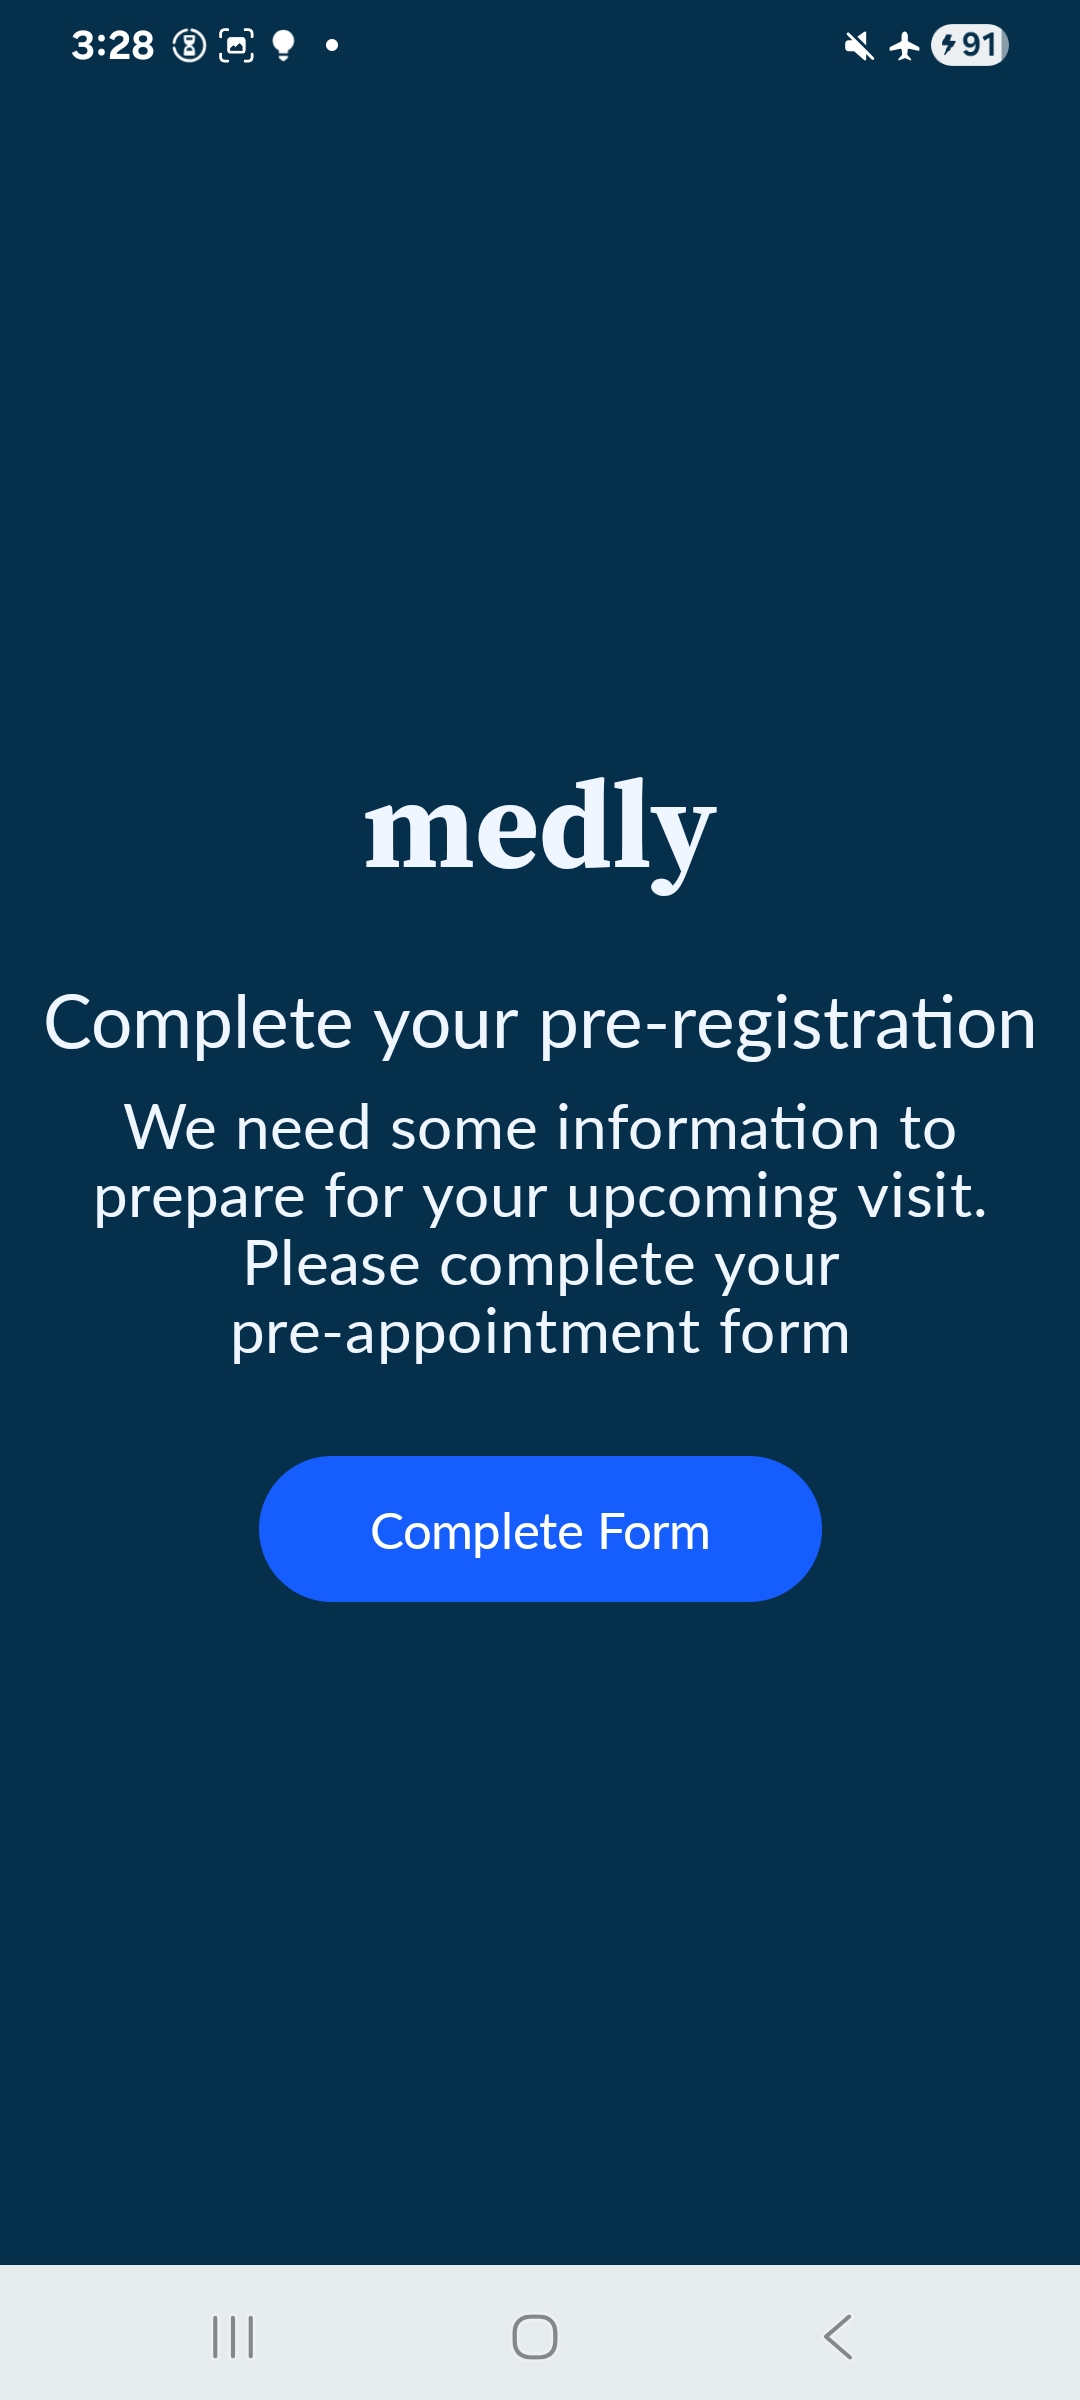 3:28
91
medly
Complete your pre-registration
We need some information to
prepare for your upcoming visit.
Please complete your
pre-appointment form
Complete Form